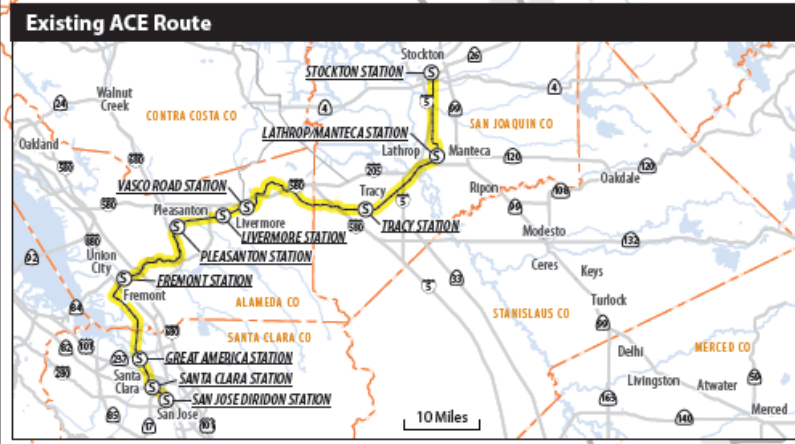 Existing ACE Route
Stockton
26
STOCKTON STATION
5
4
4
99
24
Walnut
Creek
CONTRA COSTA CO
SAN JOAQUIN CO
LATHROP/MANTECA STATION
Lathrop
Manteca
120
Oakland
580
680
205
120
Oakdale
VASCO ROAD STATION
580
Tracy
5
Ripon
108
580
Pleasanton
Livermore
99
TRACY STATION
LIVERMORE STATION
580
Modesto
132
880
Union
City
PLEASANTON STATION
92
Ceres
Keys
FREMONT STATION
33
5
Fremont
ALAMEDA CO
Turlock
84
STANISLAUS CO
99
680
SANTA CLARA CO
82
101
237
GREAT AMERICA STATION
MERCED CO
Delhi
280
Santa
Clara
SANTA CLARA STATION
Livingston
Atwater
59
SAN JOSE DIRIDON STATION
165
San Jose
10 Miles
Merced
85
17
101
140